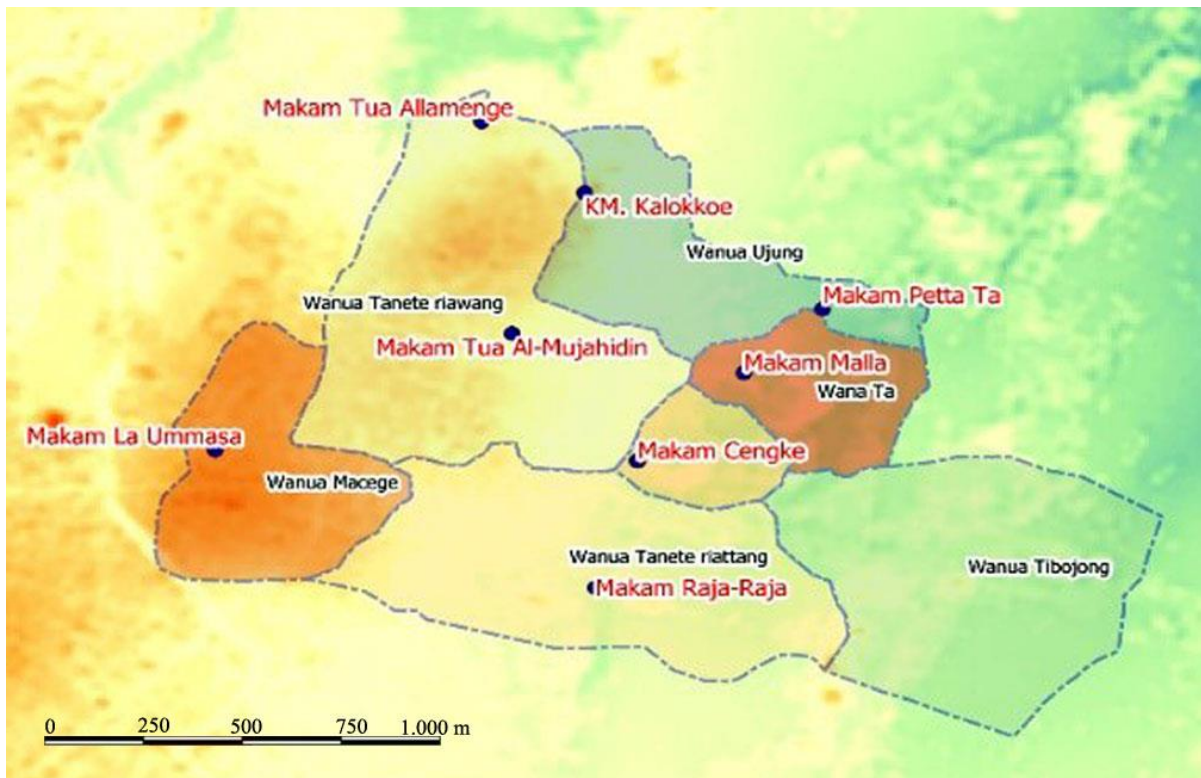 Makam Tua Allamenge
KM. Kalokkoe
Wanua Ujung
Makam Petta Ta
Wanua Tanete riawang
Makam Tua Al-Mujahidin
Makam Malla
Wana Ta
Makam La Ummasa
Makam Cengke
Wanua Macege
Wanua Tanete riattang
Wanua Tibojong
Makam Raja-Raja
0 250 500 750 1.000 m